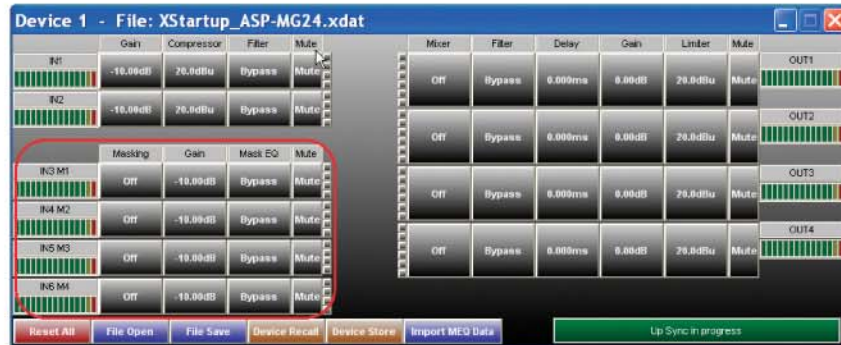 Device 1 - File: XStartup_ASP-MG24.xdat
Gain Compressor Filter Mute Mixer Filter Delay Gain Limiter Mute
IN1 -10.00dB 20.0dBu Bypass Mute Off Bypass 0.000ms 0.00dB 20.0dBu Mute OUT1
IN2 -10.00dB 20.0dBu Bypass Mute Off Bypass 0.000ms 0.00dB 20.0dBu Mute OUT2
Masking Gain Mask EQ Mute
IN3 M1 Off -10.00dB Bypass Mute Off Bypass 0.000ms 0.00dB 20.0dBu Mute OUT3
IN4 M2 Off -10.00dB Bypass Mute Off Bypass 0.000ms 0.00dB 20.0dBu Mute OUT4
IN5 M3 Off -10.00dB Bypass Mute
IN6 M4 Off -10.00dB Bypass Mute
Reset All File Open File Save Device Recall Device Store Import MEQ Data Up Sync in progress